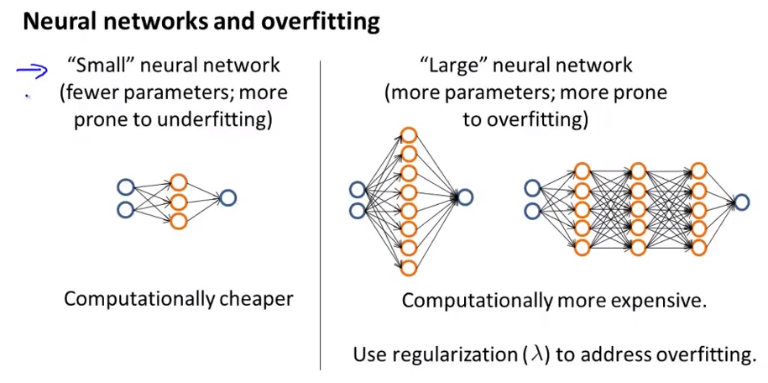 Neural networks and overfitting
“Small” neural network
(fewer parameters; more
prone to underfitting)
Computationally cheaper
“Large” neural network
(more parameters; more prone
to overfitting)
Computationally more expensive.
Use regularization (λ) to address overfitting.